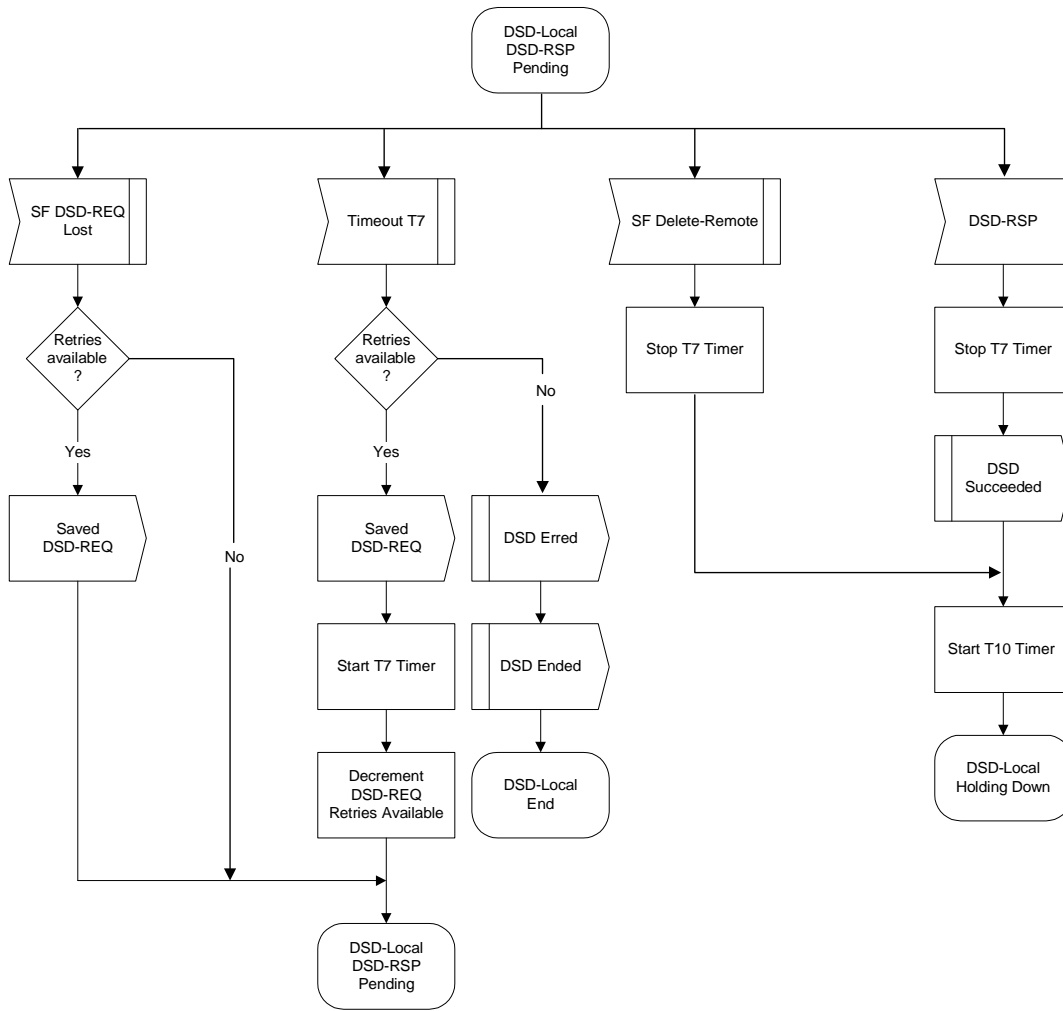 DSD-Local
DSD-RSP
Pending
SF DSD-REQ
Lost
Timeout T7
SF Delete-Remote
DSD-RSP
Retries
available
?
Retries
available
?
Stop T7 Timer
Stop T7 Timer
No
Yes
Yes
DSD
Succeeded
Saved
DSD-REQ
No
Saved
DSD-REQ
DSD Erred
Start T7 Timer
DSD Ended
Start T10 Timer
Decrement
DSD-REQ
Retries Available
DSD-Local
End
DSD-Local
Holding Down
DSD-Local
DSD-RSP
Pending